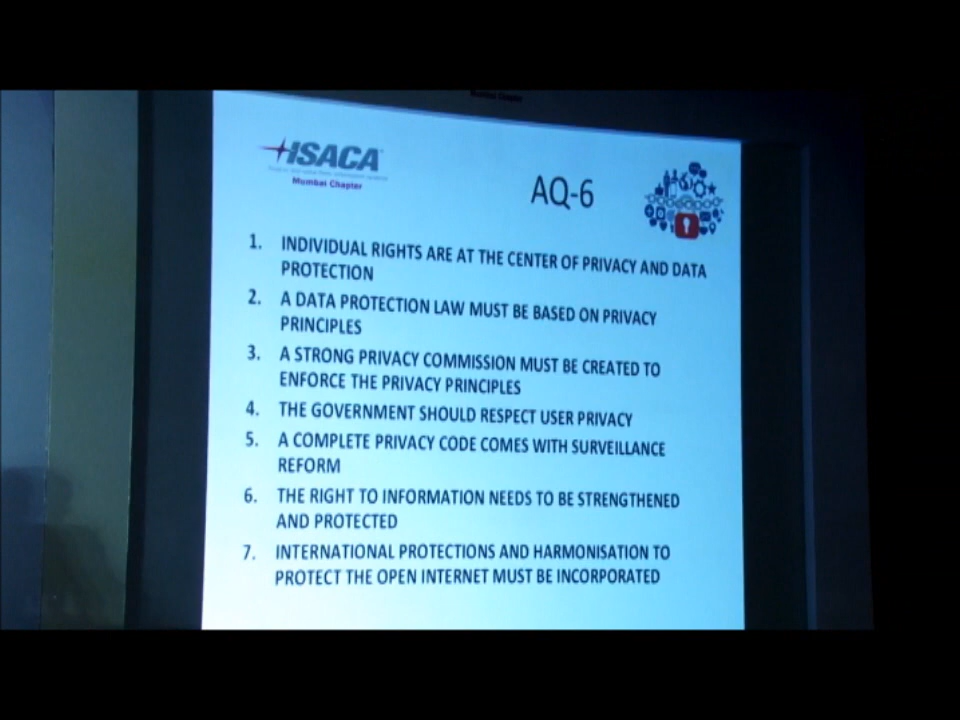 Mumbai Chapter
ISACA
Mumbai Chapter
AQ-6
1. INDIVIDUAL RIGHTS ARE AT THE CENTER OF PRIVACY AND DATA
PROTECTION
2. A DATA PROTECTION LAW MUST BE BASED ON PRIVACY
PRINCIPLES
3. A STRONG PRIVACY COMMISSION MUST BE CREATED TO
ENFORCE THE PRIVACY PRINCIPLES
4. THE GOVERNMENT SHOULD RESPECT USER PRIVACY
5. A COMPLETE PRIVACY CODE COMES WITH SURVEILLANCE
REFORM
6. THE RIGHT TO INFORMATION NEEDS TO BE STRENGTHENED
AND PROTECTED
7. INTERNATIONAL PROTECTIONS AND HARMONISATION TO
PROTECT THE OPEN INTERNET MUST BE INCORPORATED